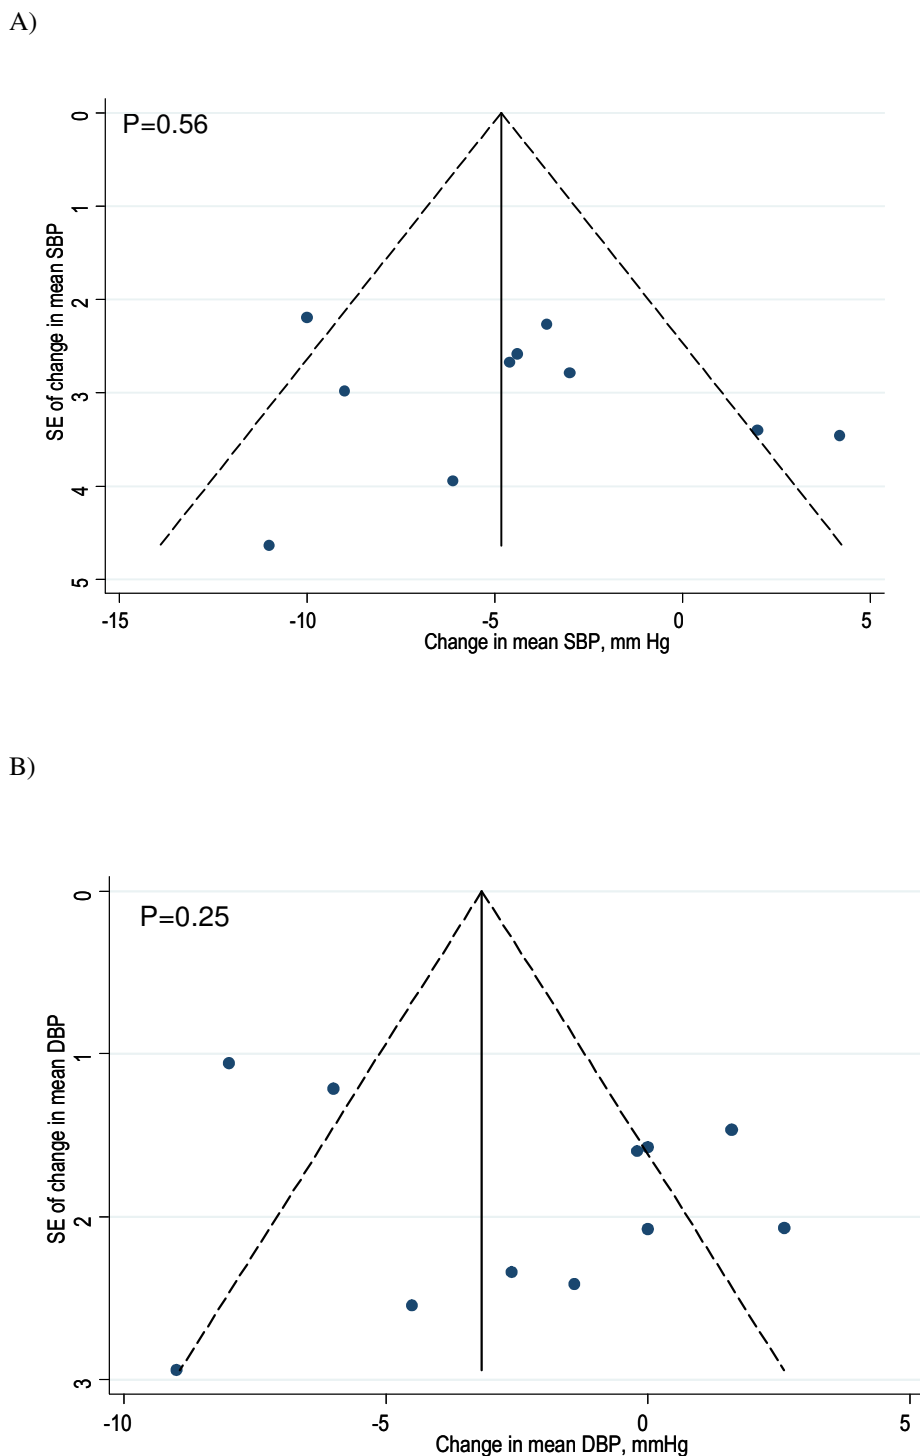 A)
P=0.56
SE of change in mean SBP
0
1
2
3
4
5
-15
-10
-5
0
5
Change in mean SBP, mm Hg
B)
P=0.25
SE of change in mean DBP
0
1
2
3
-10
-5
0
5
Change in mean DBP, mmHg